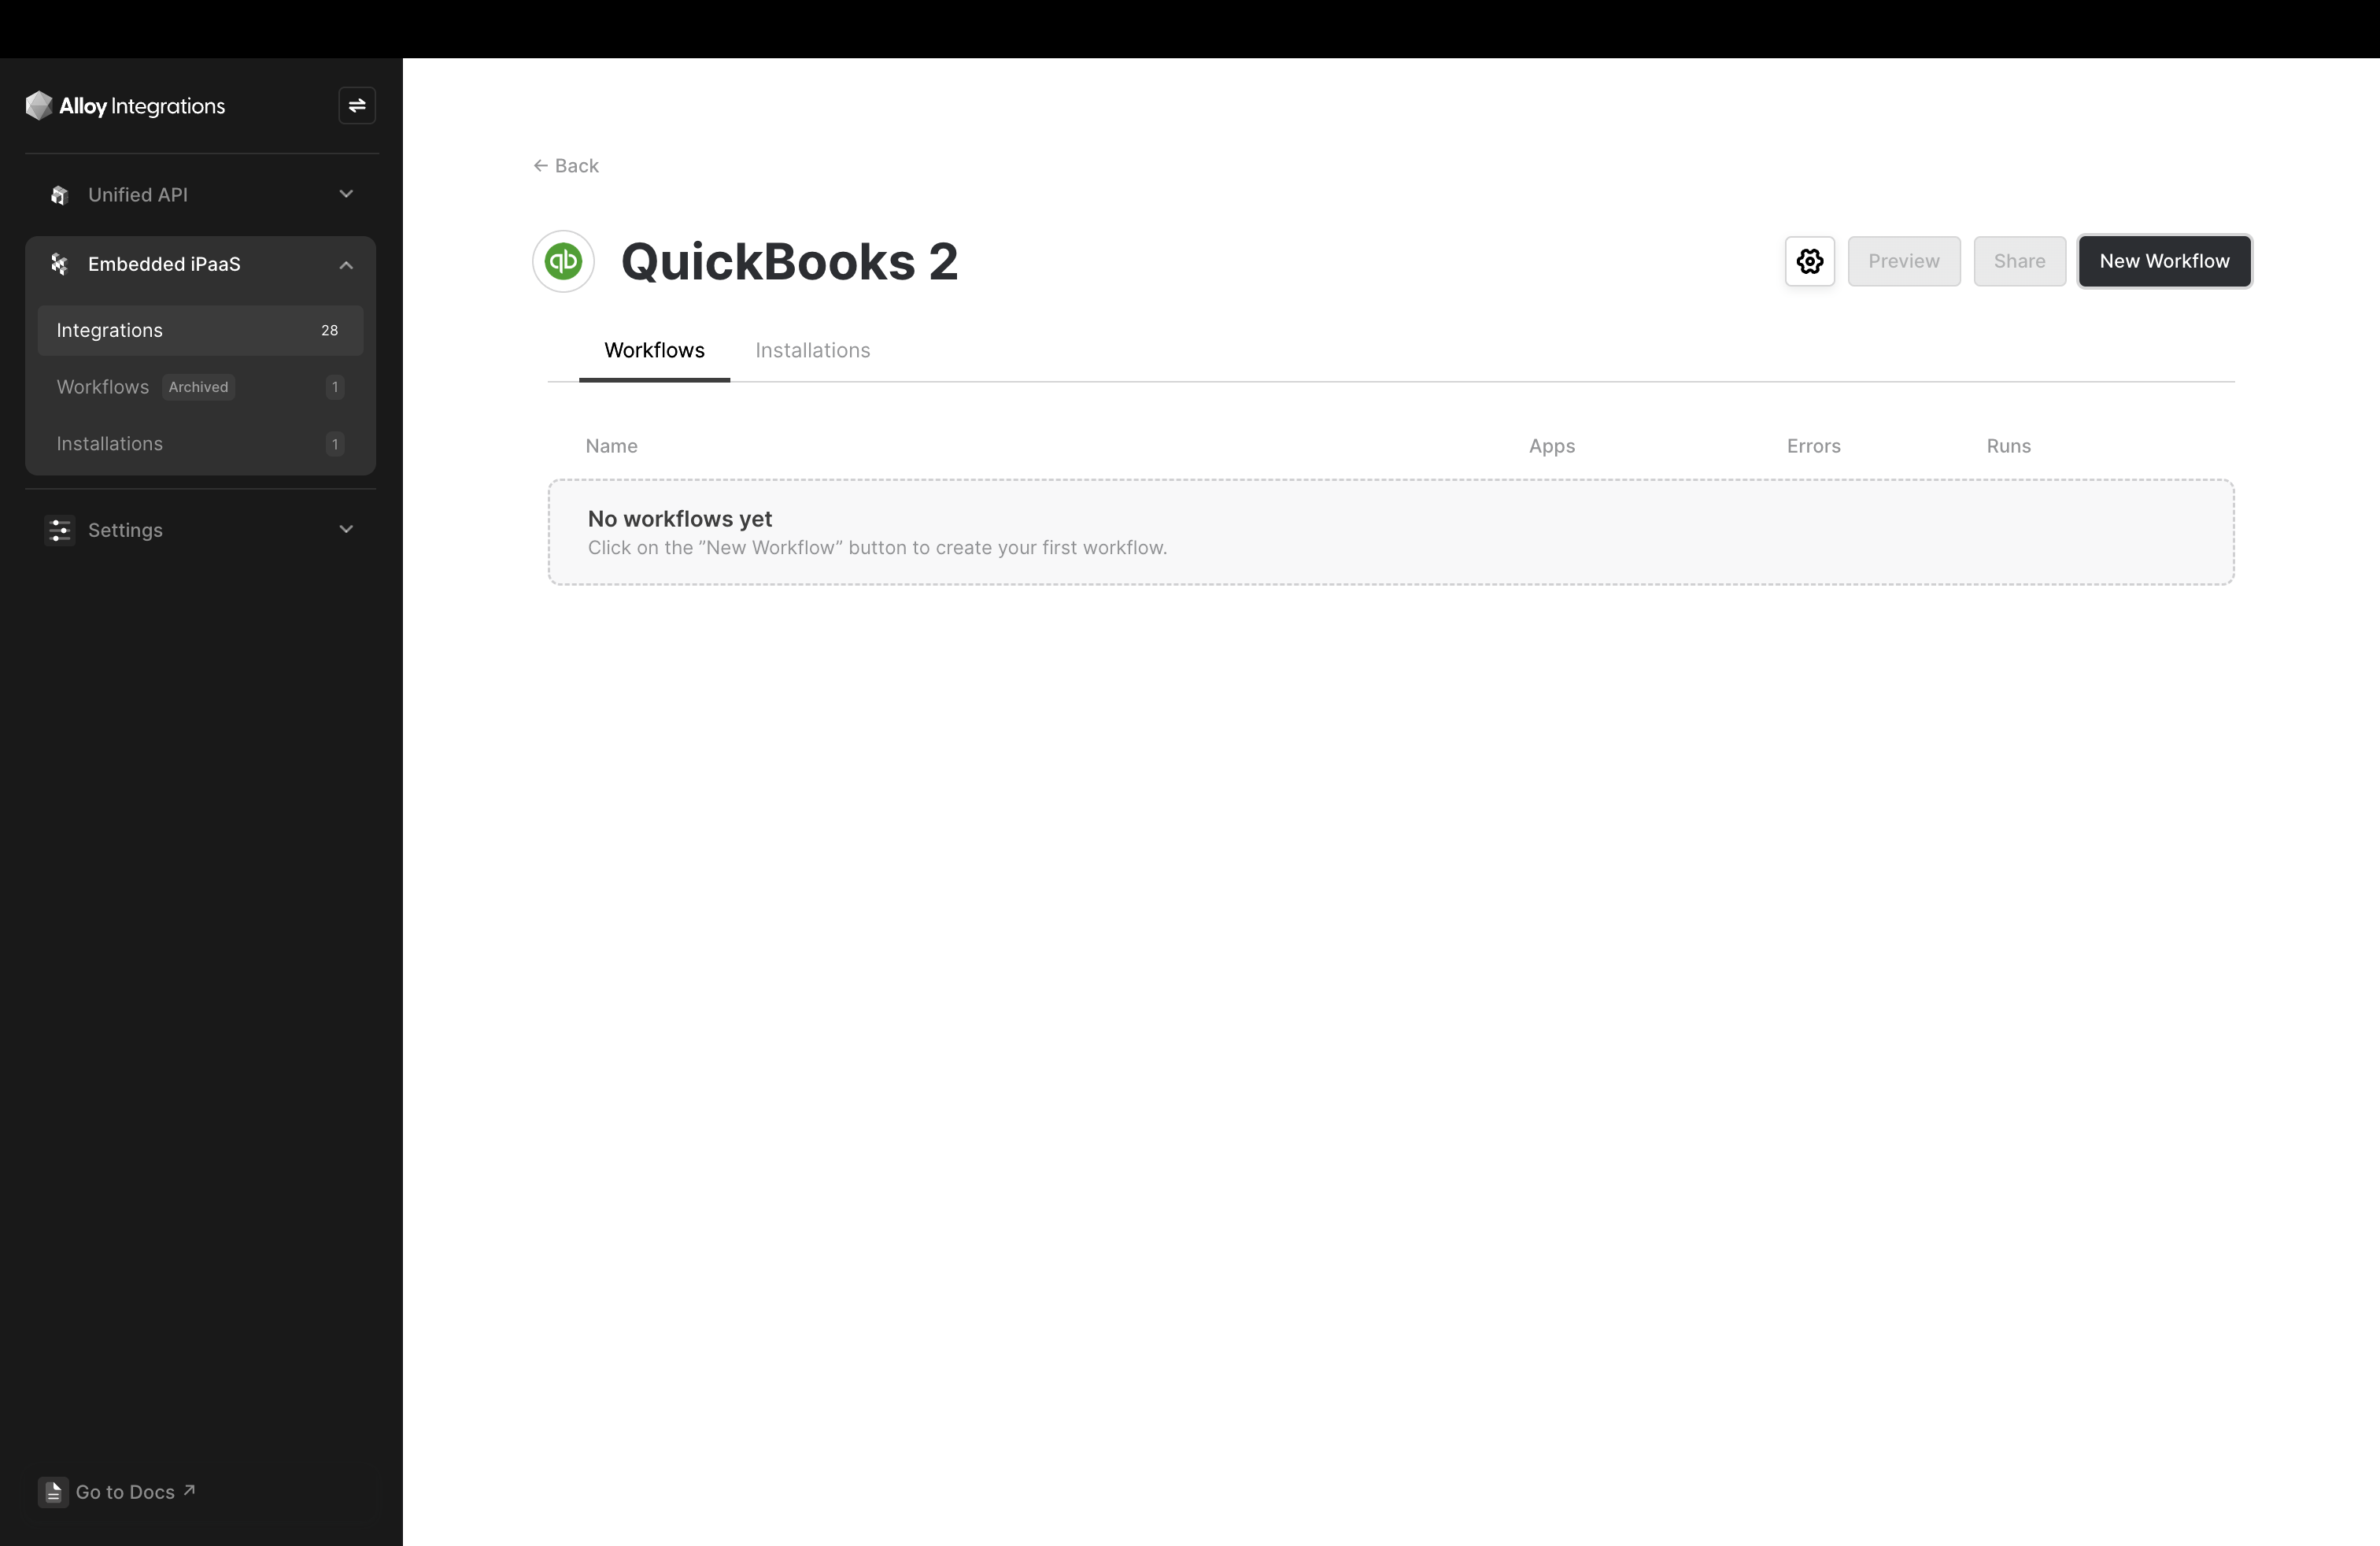 Alloy Integrations
Unified API
Embedded iPaaS
Integrations 28
Workflows Archived 1
Installations 1
Settings
Go to Docs ↗
← Back
qb QuickBooks 2
Preview Share New Workflow
Workflows Installations
Name Apps Errors Runs
No workflows yet
Click on the ”New Workflow” button to create your first workflow.